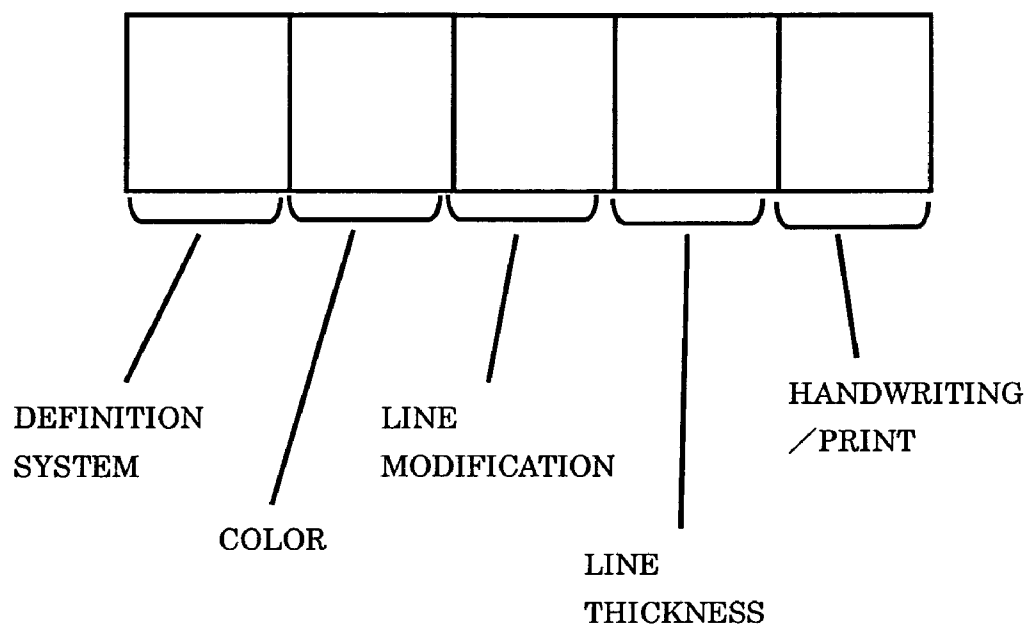 DEFINITION
SYSTEM
COLOR
LINE
MODIFICATION
LINE
THICKNESS
HANDWRITING
/PRINT